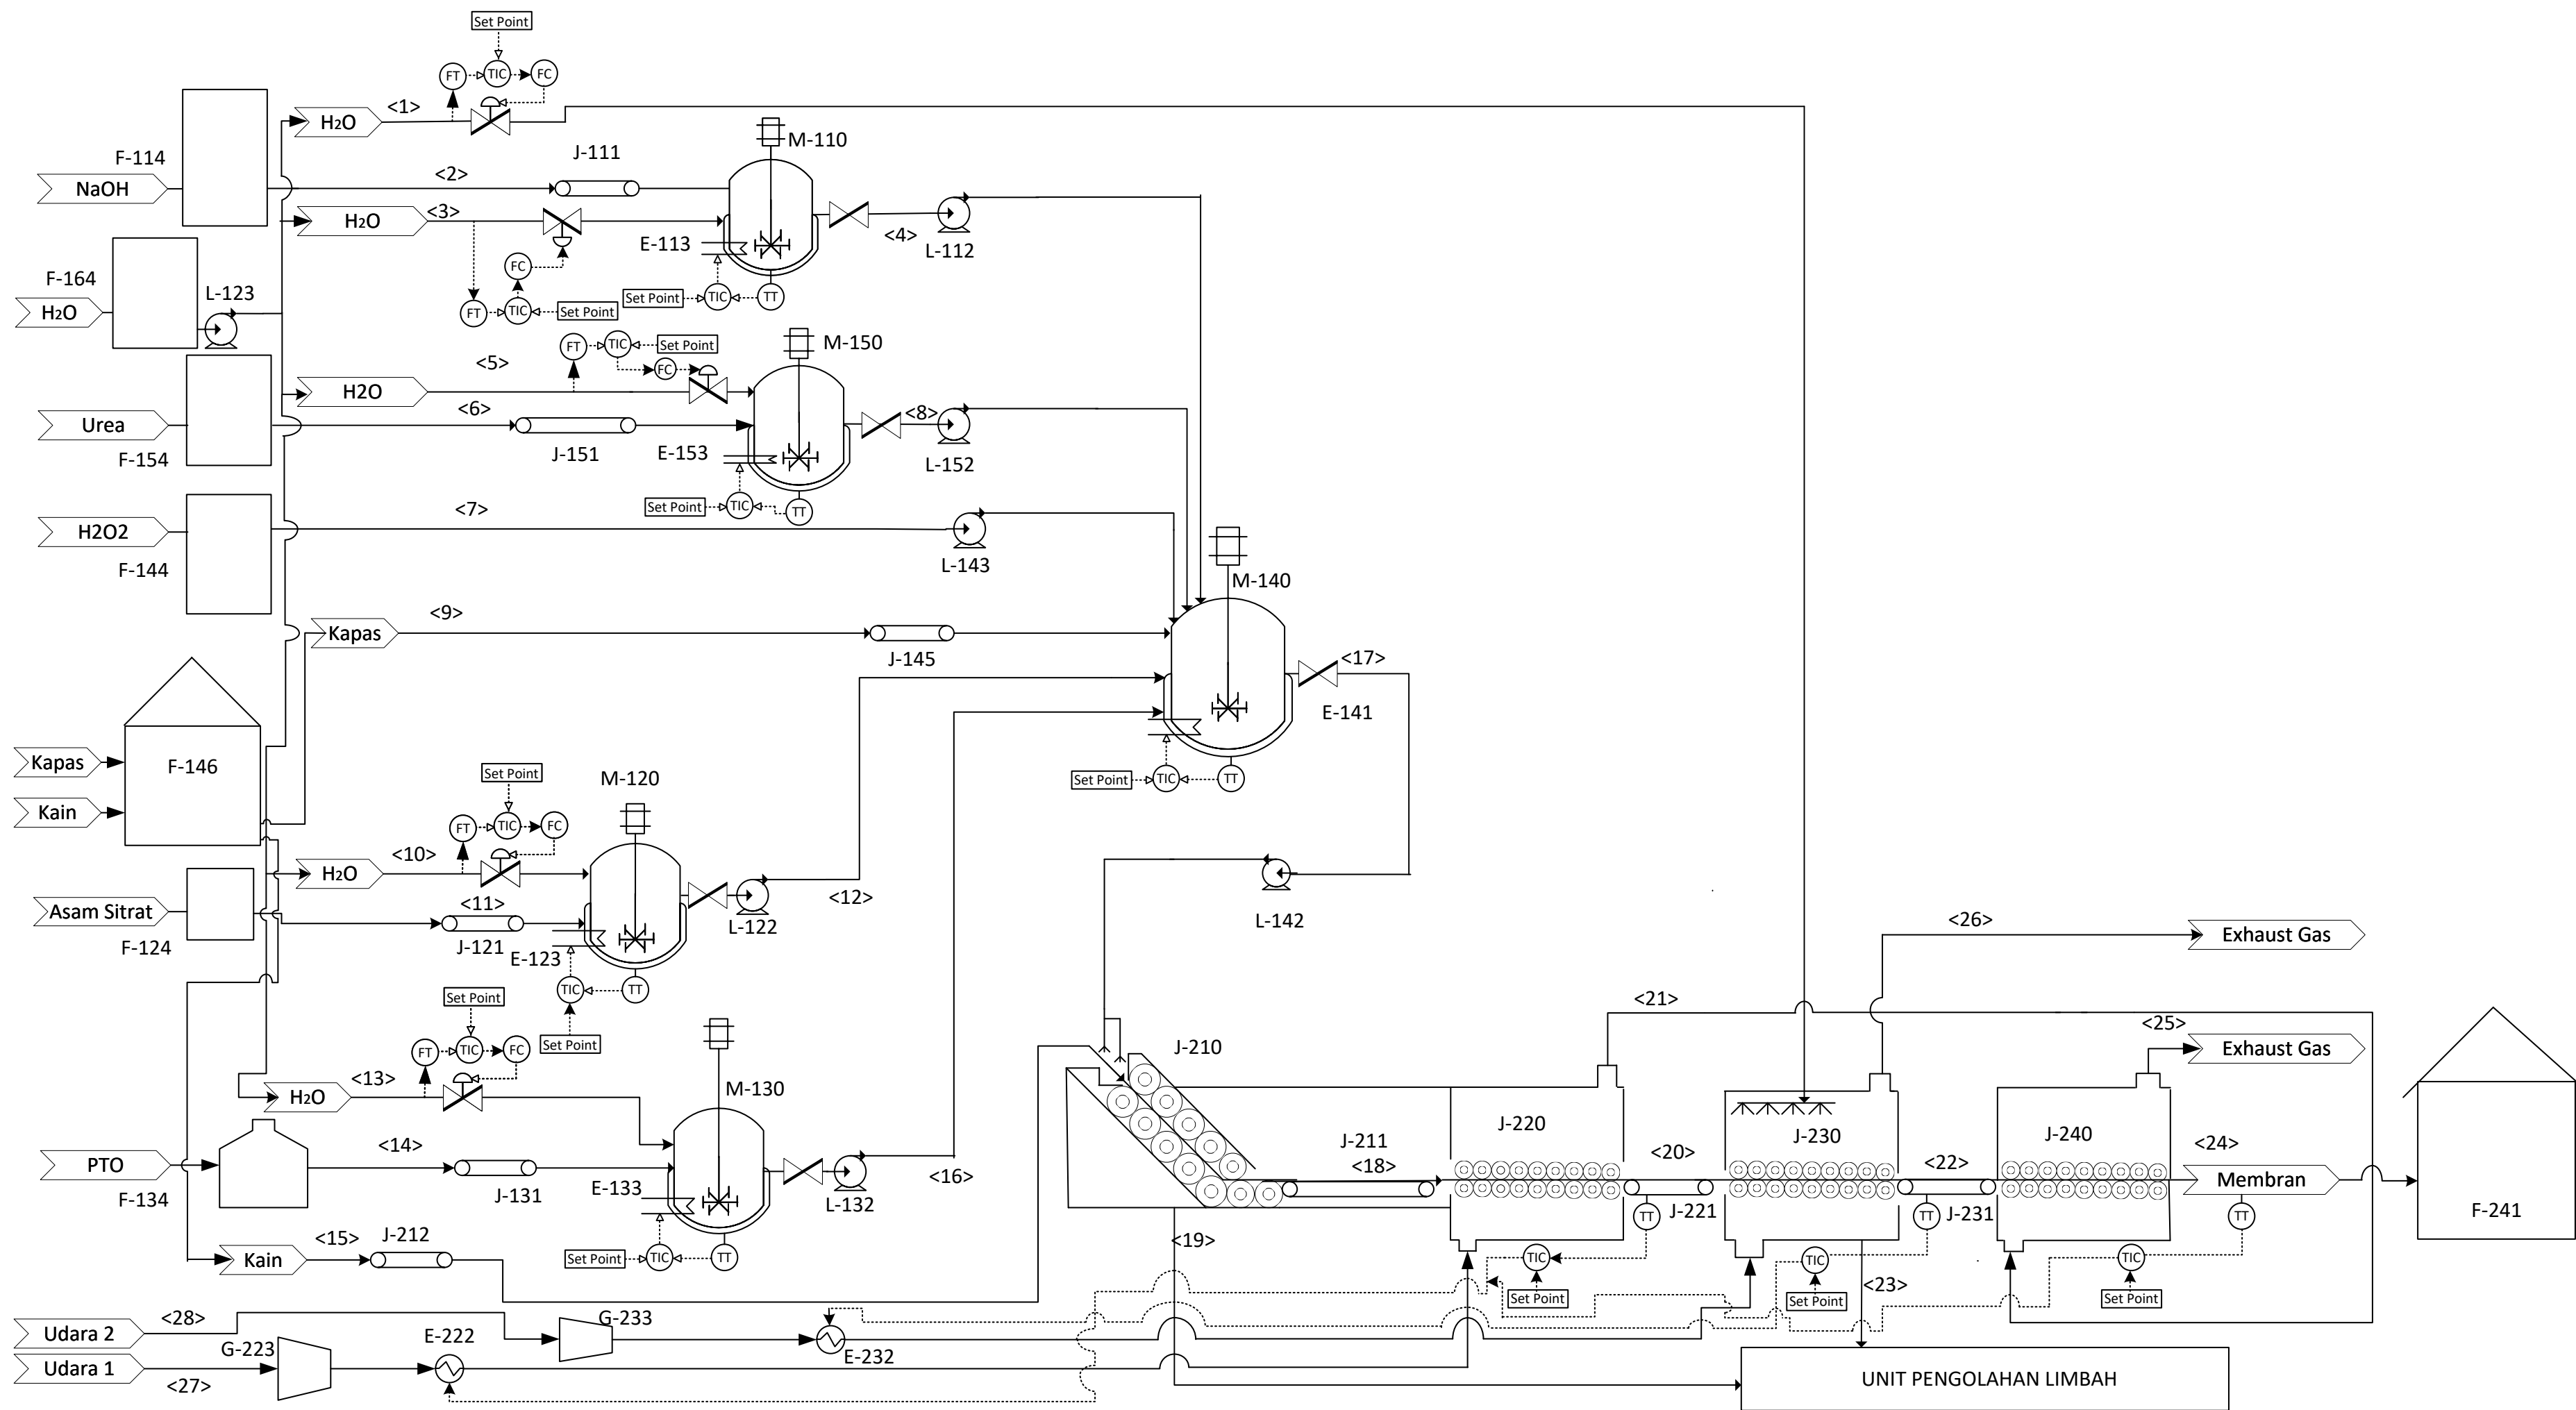 Set Point
FT
TIC
FC
<1>
H₂O
F-114
NaOH
<2>
J-111
M-110
H₂O
<3>
E-113
<4>
L-112
FC
FT
TIC
Set Point
Set Point
TIC
TT
F-164
H₂O
L-123
FT
TIC
Set Point
FC
M-150
<5>
H2O
<6>
Urea
F-154
J-151
E-153
<8>
L-152
Set Point
TIC
TT
<7>
H2O2
F-144
L-143
M-140
<9>
Kapas
J-145
<17>
E-141
Set Point
TIC
TT
Kapas
Kain
F-146
Set Point
M-120
FT
TIC
FC
<10>
H₂O
<11>
Asam Sitrat
F-124
J-121
E-123
L-122
<12>
TIC
TT
Set Point
L-142
Set Point
FT
TIC
FC
<13>
H₂O
M-130
PTO
F-134
<14>
J-131
E-133
L-132
<16>
Set Point
TIC
TT
<15>
J-212
Kain
J-210
J-211
<18>
<19>
J-220
<21>
<20>
J-221
TT
TIC
Set Point
J-230
<26>
Exhaust Gas
<22>
J-231
TT
TIC
Set Point
<23>
J-240
<25>
Exhaust Gas
<24>
Membran
TT
TIC
Set Point
F-241
<28>
Udara 2
G-233
E-232
Udara 1
<27>
G-223
E-222
UNIT PENGOLAHAN LIMBAH